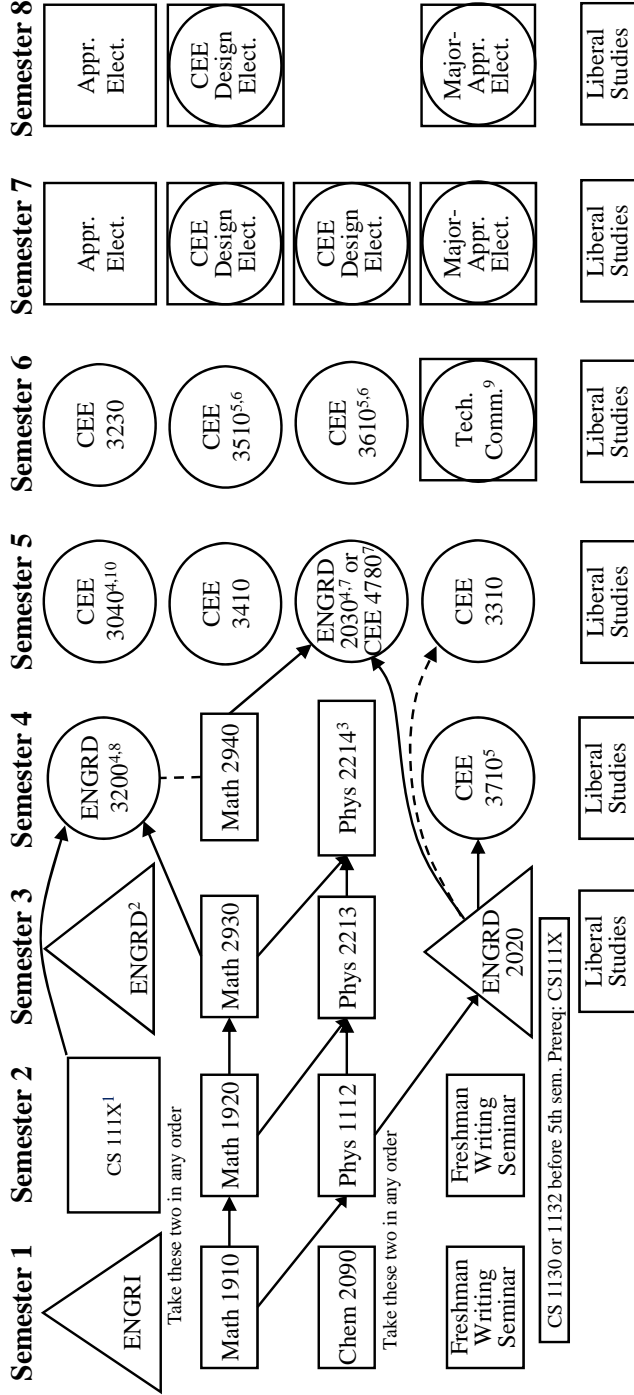 Semester 1
Semester 2
Semester 3
Semester 4
Semester 5
Semester 6
Semester 7
Semester 8
ENGRI
CS 111X¹
ENGRD²
ENGRD
3200⁴,⁸
CEE
3040⁴,¹⁰
CEE
3230
Appr.
Elect.
Appr.
Elect.
Take these two in any order
Math 1910
Math 1920
Math 2930
Math 2940
CEE
3410
CEE
3510⁵,⁶
CEE
Design
Elect.
CEE
Design
Elect.
Chem 2090
Phys 1112
Phys 2213
Phys 2214³
ENGRD
2030⁴,⁷ or
CEE 4780⁷
CEE
3610⁵,⁶
CEE
Design
Elect.
Take these two in any order
Freshman
Writing
Seminar
Freshman
Writing
Seminar
ENGRD
2020
CEE
3710⁵
CEE
3310
Tech.
Comm.⁹
Major-
Appr.
Elect.
Major-
Appr.
Elect.
CS 1130 or 1132 before 5th sem. Prereq: CS111X
Liberal
Studies
Liberal
Studies
Liberal
Studies
Liberal
Studies
Liberal
Studies
Liberal
Studies